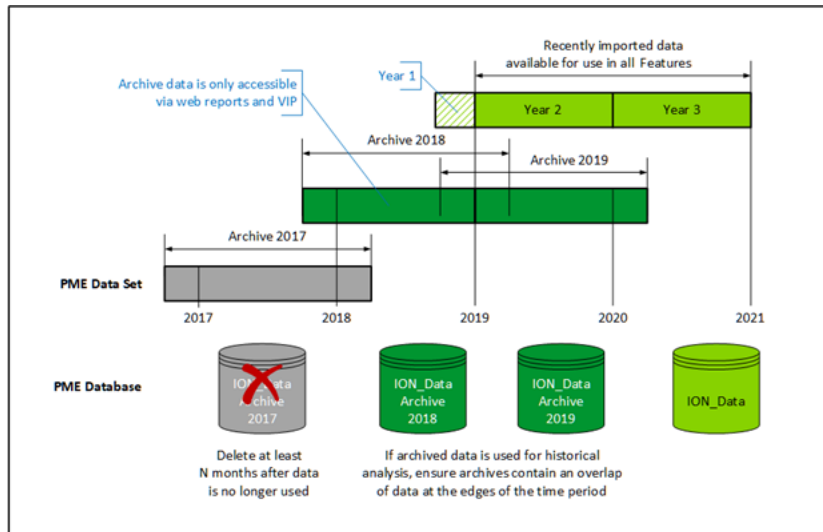 Recently imported data
available for use in all Features
Year 1
Archive data is only accessible
via web reports and VIP
Year 2
Year 3
Archive 2018
Archive 2019
Archive 2017
PME Data Set
2017
2018
2019
2020
2021
PME Database
ION_Data
Archive
2017
ION_Data
Archive
2018
ION_Data
Archive
2019
ION_Data
Delete at least
N months after data
is no longer used
If archived data is used for historical
analysis, ensure archives contain an overlap
of data at the edges of the time period